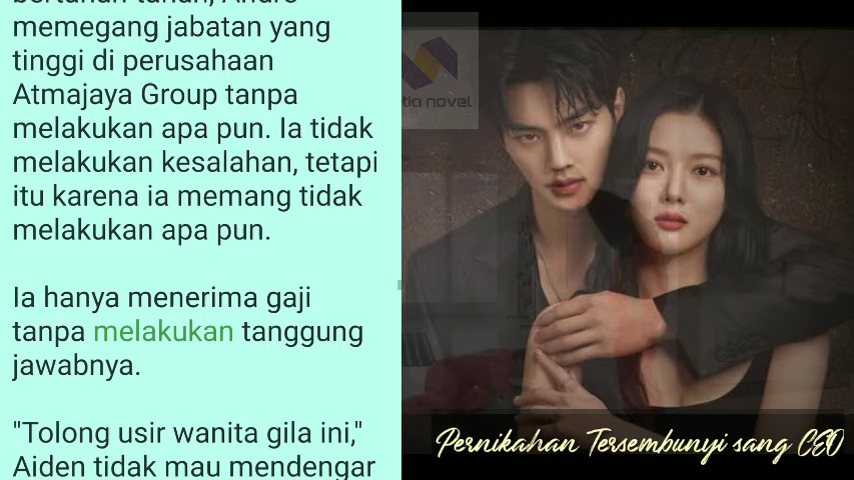 memegang jabatan yang
tinggi di perusahaan
Atmajaya Group tanpa
melakukan apa pun. Ia tidak
melakukan kesalahan, tetapi
itu karena ia memang tidak
melakukan apa pun.
Ia hanya menerima gaji
tanpa melakukan tanggung
jawabnya.
"Tolong usir wanita gila ini,"
Aiden tidak mau mendengar
novel
Pernikahan Tersembunyi sang CEO